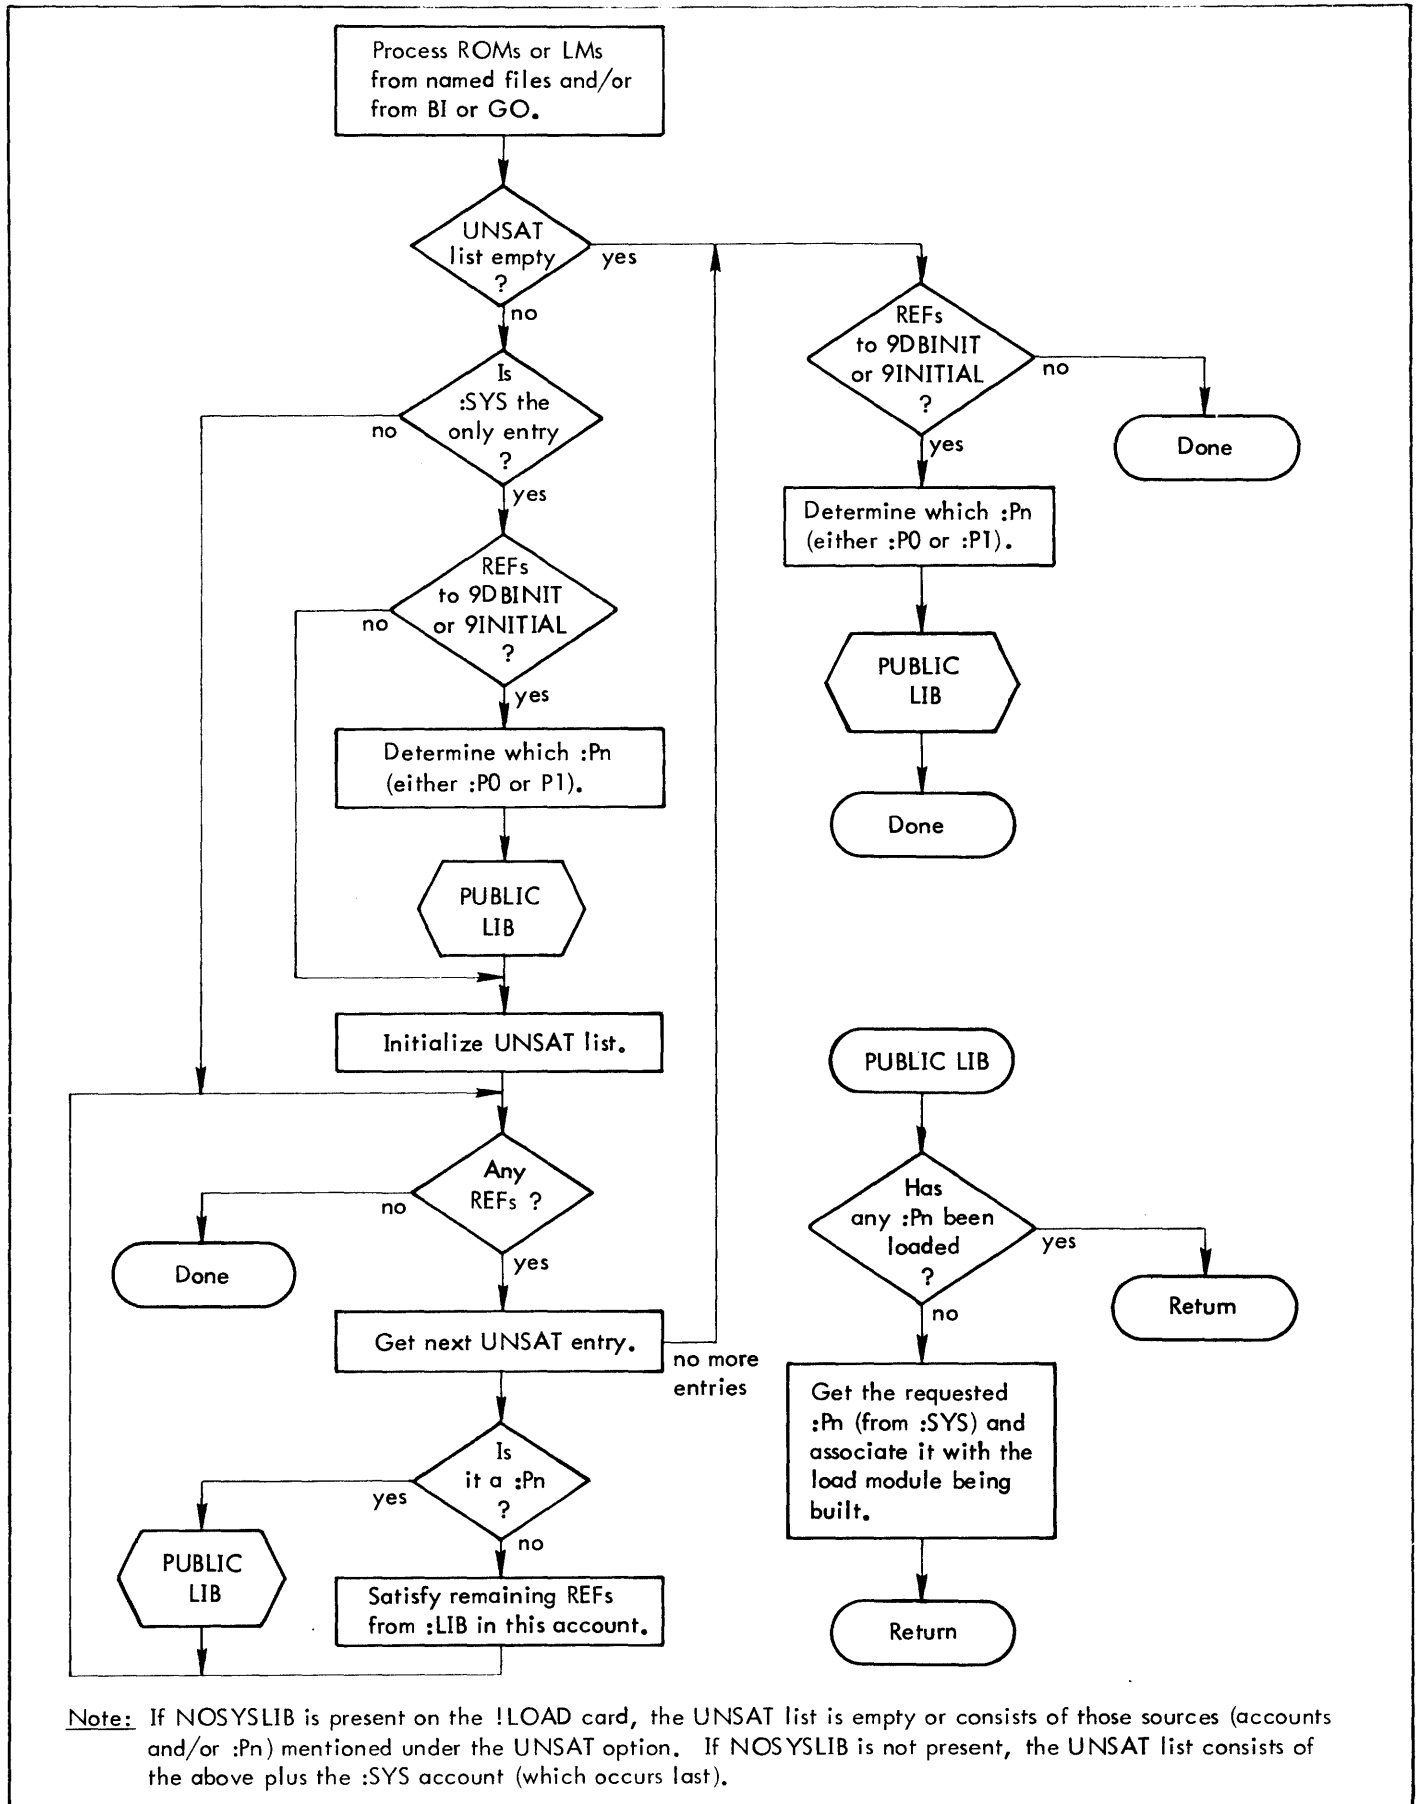 Process ROMs or LMs
from named files and/or
from BI or GO.
UNSAT
list empty
?
yes
no
Is
:SYS the
only entry
?
no
yes
REFs
to 9DBINIT
or 9INITIAL
?
no
yes
Determine which :Pn
(either :P0 or P1).
PUBLIC
LIB
Initialize UNSAT list.
Any
REFs ?
no
Done
yes
Get next UNSAT entry.
no more
entries
Is
it a :Pn
?
yes
no
PUBLIC
LIB
Satisfy remaining REFs
from :LIB in this account.
REFs
to 9DBINIT
or 9INITIAL
?
no
Done
yes
Determine which :Pn
(either :P0 or :P1).
PUBLIC
LIB
Done
PUBLIC LIB
Has
any :Pn been
loaded
?
yes
Return
no
Get the requested
:Pn (from :SYS) and
associate it with the
load module being
built.
Return
Note: If NOSYSLIB is present on the !LOAD card, the UNSAT list is empty or consists of those sources (accounts
and/or :Pn) mentioned under the UNSAT option. If NOSYSLIB is not present, the UNSAT list consists of
the above plus the :SYS account (which occurs last).